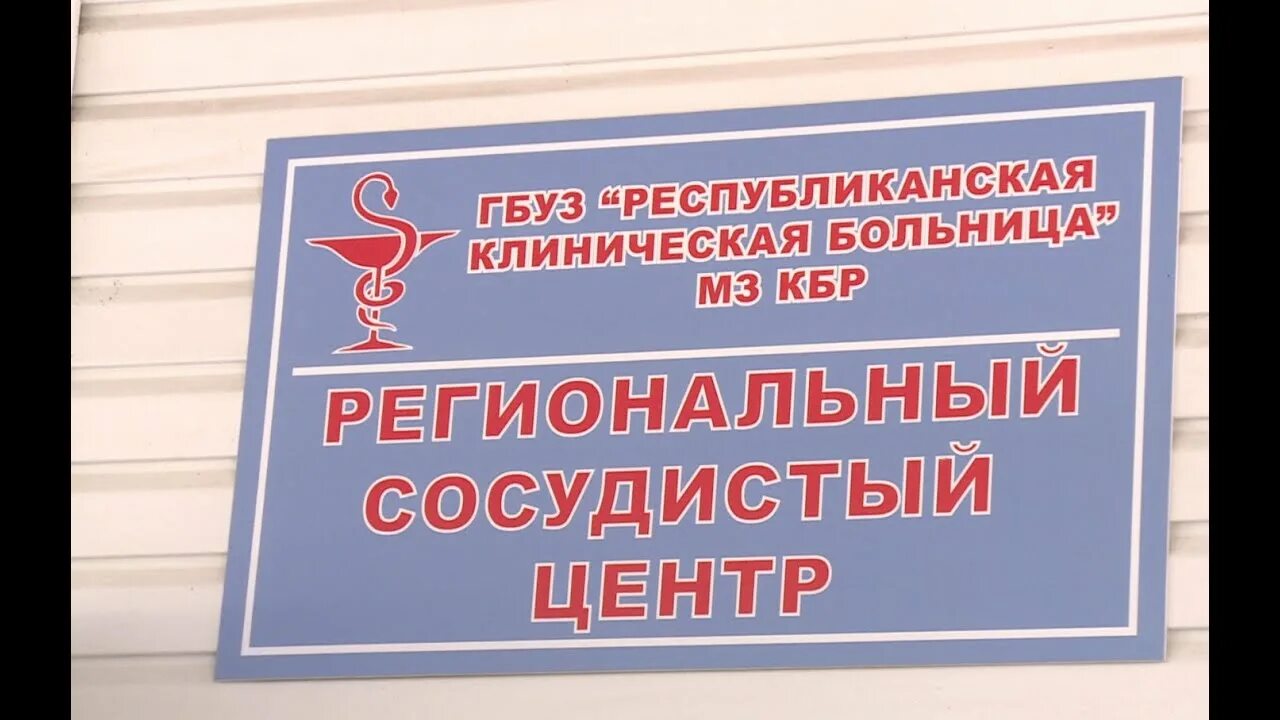 ГБУЗ “РЕСПУБЛИКАНСКАЯ
КЛИНИЧЕСКАЯ БОЛЬНИЦА”
МЗ КБР
РЕГИОНАЛЬНЫЙ
СОСУДИСТЫЙ
ЦЕНТР